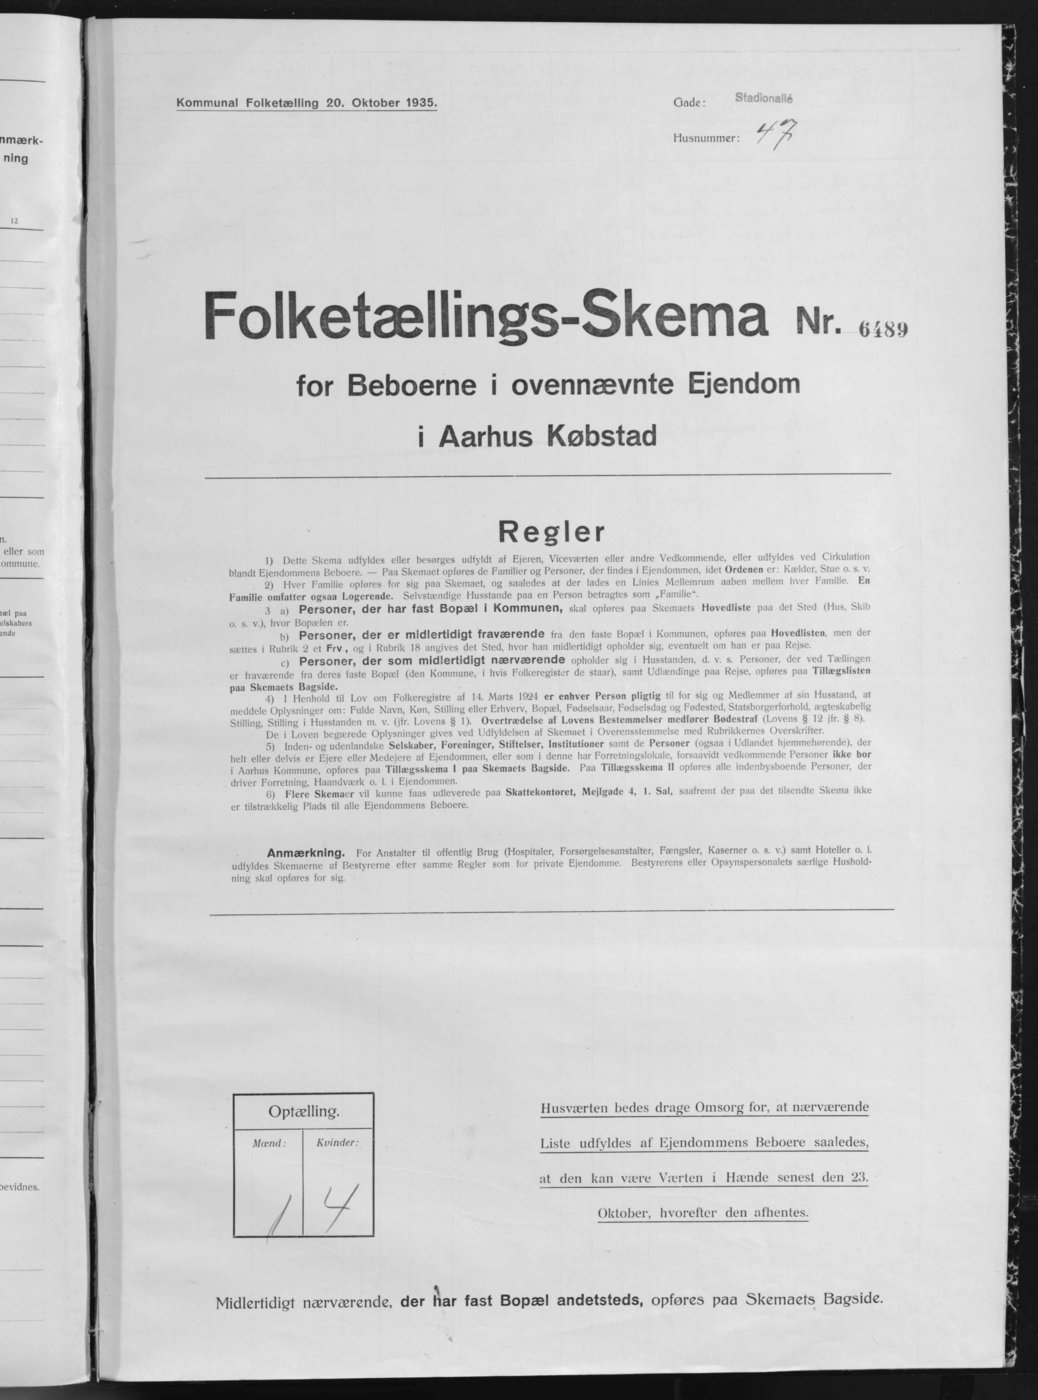 nmærk-
ning
12
n.
eller som
ommune.
æl paa
elskabers
ende
bevidnes.
Kommunal Folketælling 20. Oktober 1935.
Gade: Stadionallé
Husnummer: 47
Folketællings-Skema Nr. 6489
for Beboerne i ovennævnte Ejendom
i Aarhus Købstad
Regler
1) Dette Skema udfyldes eller besørges udfyldt af Ejeren, Viceværten eller andre Vedkommende, eller udfyldes ved Cirkulation
blandt Ejendommens Beboere. — Paa Skemaet opføres de Familier og Personer, der findes i Ejendommen, idet Ordenen er: Kælder, Stue o. s. v.
2) Hver Familie opføres for sig paa Skemaet, og saaledes at der lades en Linies Mellemrum aaben mellem hver Familie. En
Familie omfatter ogsaa Logerende. Selvstændige Husstande paa en Person betragtes som „Familie“.
3 a) Personer, der har fast Bopæl i Kommunen, skal opføres paa Skemaets Hovedliste paa det Sted (Hus, Skib
o. s. v.), hvor Bopælen er.
b) Personer, der er midlertidigt fraværende fra den faste Bopæl i Kommunen, opføres paa Hovedlisten, men der
sættes i Rubrik 2 et Frv., og i Rubrik 18 angives det Sted, hvor han midlertidigt opholder sig, eventuelt om han er paa Rejse.
c) Personer, der som midlertidigt nærværende opholder sig i Husstanden, d. v. s. Personer, der ved Tællingen
er fraværende fra deres faste Bopæl (den Kommune, i hvis Folkeregister de staar), samt Udlændinge paa Rejse, opføres paa Tillægslisten
paa Skemaets Bagside.
4) I Henhold til Lov om Folkeregistre af 14. Marts 1924 er enhver Person pligtig til for sig og Medlemmer af sin Husstand, at
meddele Oplysninger om: Fulde Navn, Køn, Stilling eller Erhverv, Bopæl, Fødselsaar, Fødselsdag og Fødested, Statsborgerforhold, ægteskabelig
Stilling, Stilling i Husstanden m. v. (jfr. Lovens § 1). Overtrædelse af Lovens Bestemmelser medfører Bødestraf (Lovens § 12 jfr. § 8).
De i Loven begærede Oplysninger gives ved Udfyldelsen af Skemaet i Overensstemmelse med Rubrikkernes Overskrifter.
5) Inden- og udenlandske Selskaber, Foreninger, Stiftelser, Institutioner samt de Personer (ogsaa i Udlandet hjemmehørende), der
helt eller delvis er Ejere eller Medejere af Ejendommen, eller som i denne har Forretningslokale, forsaavidt vedkommende Personer ikke bor
i Aarhus Kommune, opføres paa Tillægsskema I paa Skemaets Bagside. Paa Tillægsskema II opføres alle indenbysboende Personer, der
driver Forretning, Haandværk o. l. i Ejendommen.
6) Flere Skemaer vil kunne faas udleverede paa Skattekontoret, Mejlgade 4, 1. Sal, saafremt der paa det tilsendte Skema ikke
er tilstrækkelig Plads til alle Ejendommens Beboere.
Anmærkning. For Anstalter til offentlig Brug (Hospitaler, Forsørgelsesanstalter, Fængsler, Kaserner o. s. v.) samt Hoteller o. l.
udfyldes Skemaerne af Bestyrerne efter samme Regler som for private Ejendomme. Bestyrerens eller Opsynspersonalets særlige Hushold-
ning skal opføres for sig.
Optælling.
Mænd: Kvinder:
1 4
Husværten bedes drage Omsorg for, at nærværende
Liste udfyldes af Ejendommens Beboere saaledes,
at den kan være Værten i Hænde senest den 23.
Oktober, hvorefter den afhentes.
Midlertidigt nærværende, der har fast Bopæl andetsteds, opføres paa Skemaets Bagside.